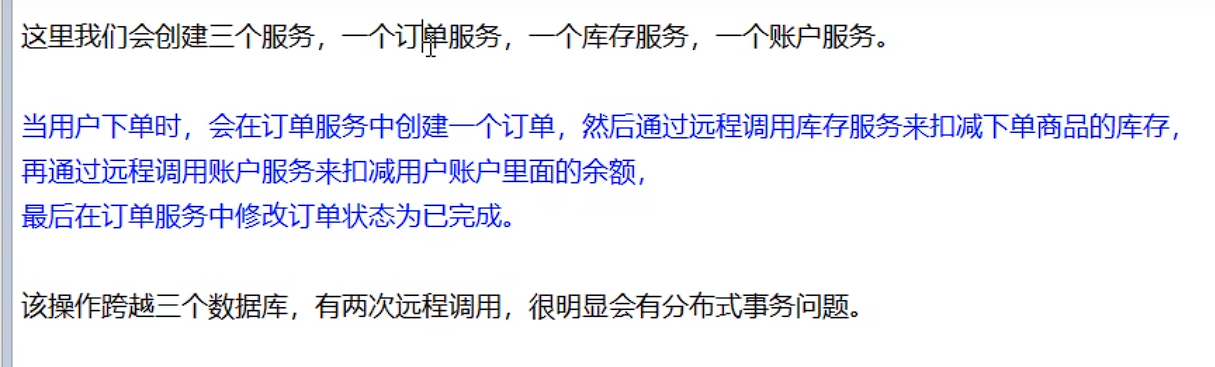 这里我们会创建三个服务，一个订单服务，一个库存服务，一个账户服务。
当用户下单时，会在订单服务中创建一个订单，然后通过远程调用库存服务来扣减下单商品的库存，
再通过远程调用账户服务来扣减用户账户里面的余额，
最后在订单服务中修改订单状态为已完成。
该操作跨越三个数据库，有两次远程调用，很明显会有分布式事务问题。